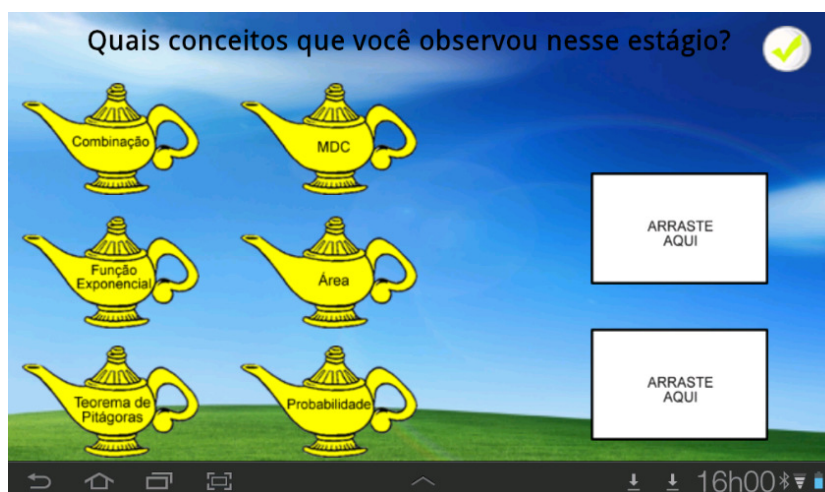 Quais conceitos que você observou nesse estágio?
Combinação
MDC
Função
Exponencial
Área
Teorema de
Pitágoras
Probabilidade
ARRASTE
AQUI
ARRASTE
AQUI
16h00